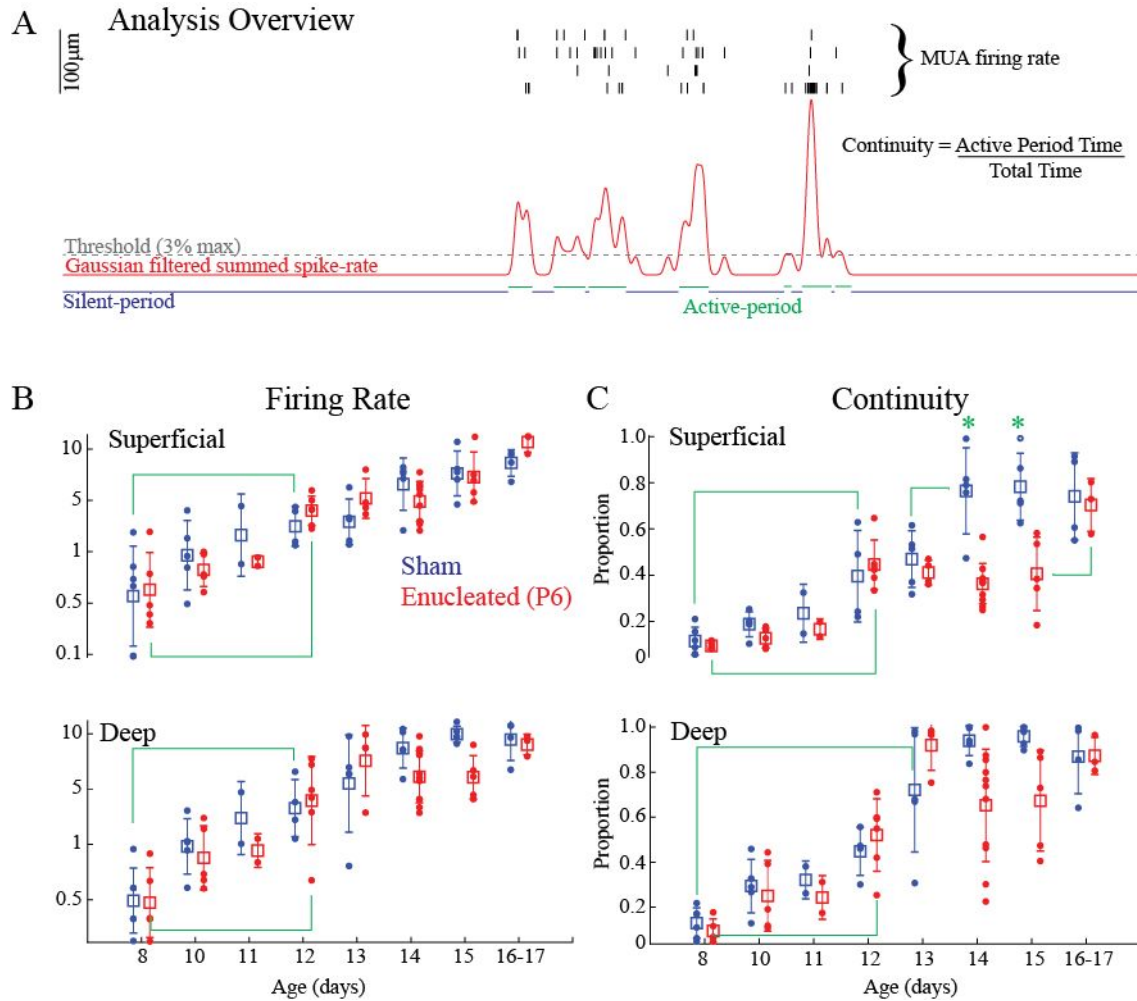 A
Analysis Overview
100μm
MUA firing rate
Continuity = Active Period Time
Total Time
Threshold (3% max)
Gaussian filtered summed spike-rate
Silent-period
Active-period
B
Firing Rate
Superficial
10
5
1
0.5
0.1
Sham
Enucleated (P6)
Deep
10
5
1
0.5
8 10 11 12 13 14 15 16-17
Age (days)
C
Continuity
* *
Superficial
Proportion
1.0
0.8
0.6
0.4
0.2
0
Deep
Proportion
1.0
0.8
0.6
0.4
0.2
0
8 10 11 12 13 14 15 16-17
Age (days)